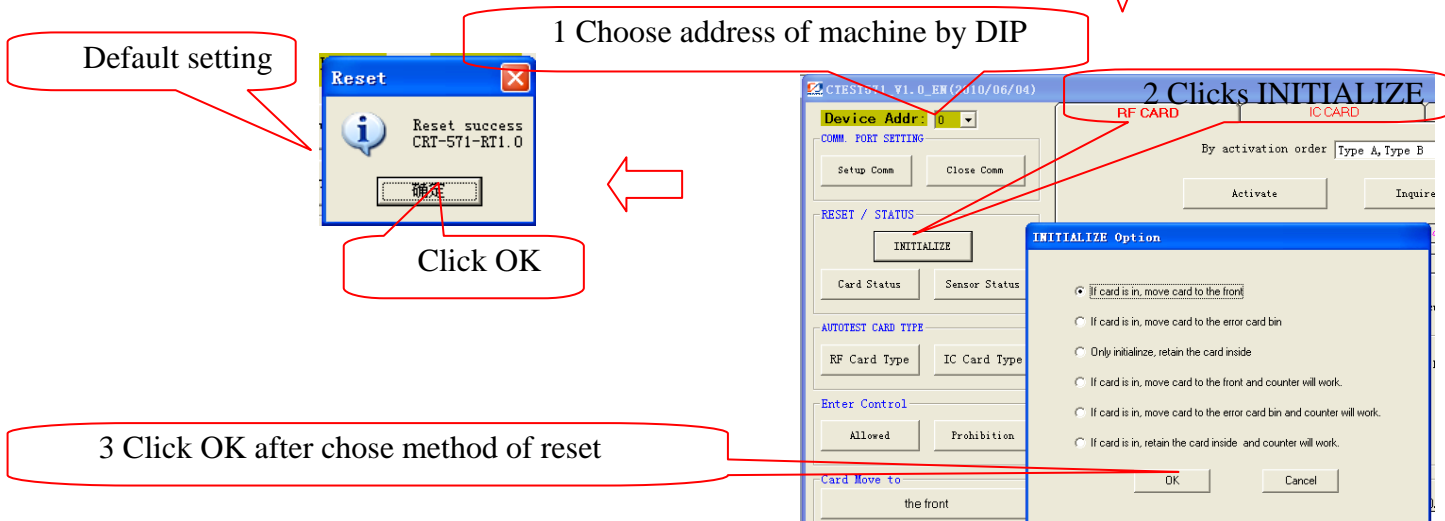 1 Choose address of machine by DIP
Default setting
Reset
Reset success
CRT-571-RT1.0
确定
Click OK
2 Clicks INITIALIZE
CTEST571 V1.0_EN(2010/06/04)
Device Addr: 0
RF CARD
IC CARD
COMM. PORT SETTING
By activation order Type A,Type B
Setup Comm Close Comm
Activate Inquire
RESET / STATUS
INITIALIZE
INITIALIZE Option
Card Status Sensor Status
If card is in, move card to the front
If card is in, move card to the error card bin
AUTOTEST CARD TYPE
Only initialinze, retain the card inside
RF Card Type IC Card Type
If card is in, move card to the front and counter will work.
Enter Control
If card is in, move card to the error card bin and counter will work.
Allowed Prohibition
If card is in, retain the card inside and counter will work.
3 Click OK after chose method of reset
Card Move to
OK Cancel
the front